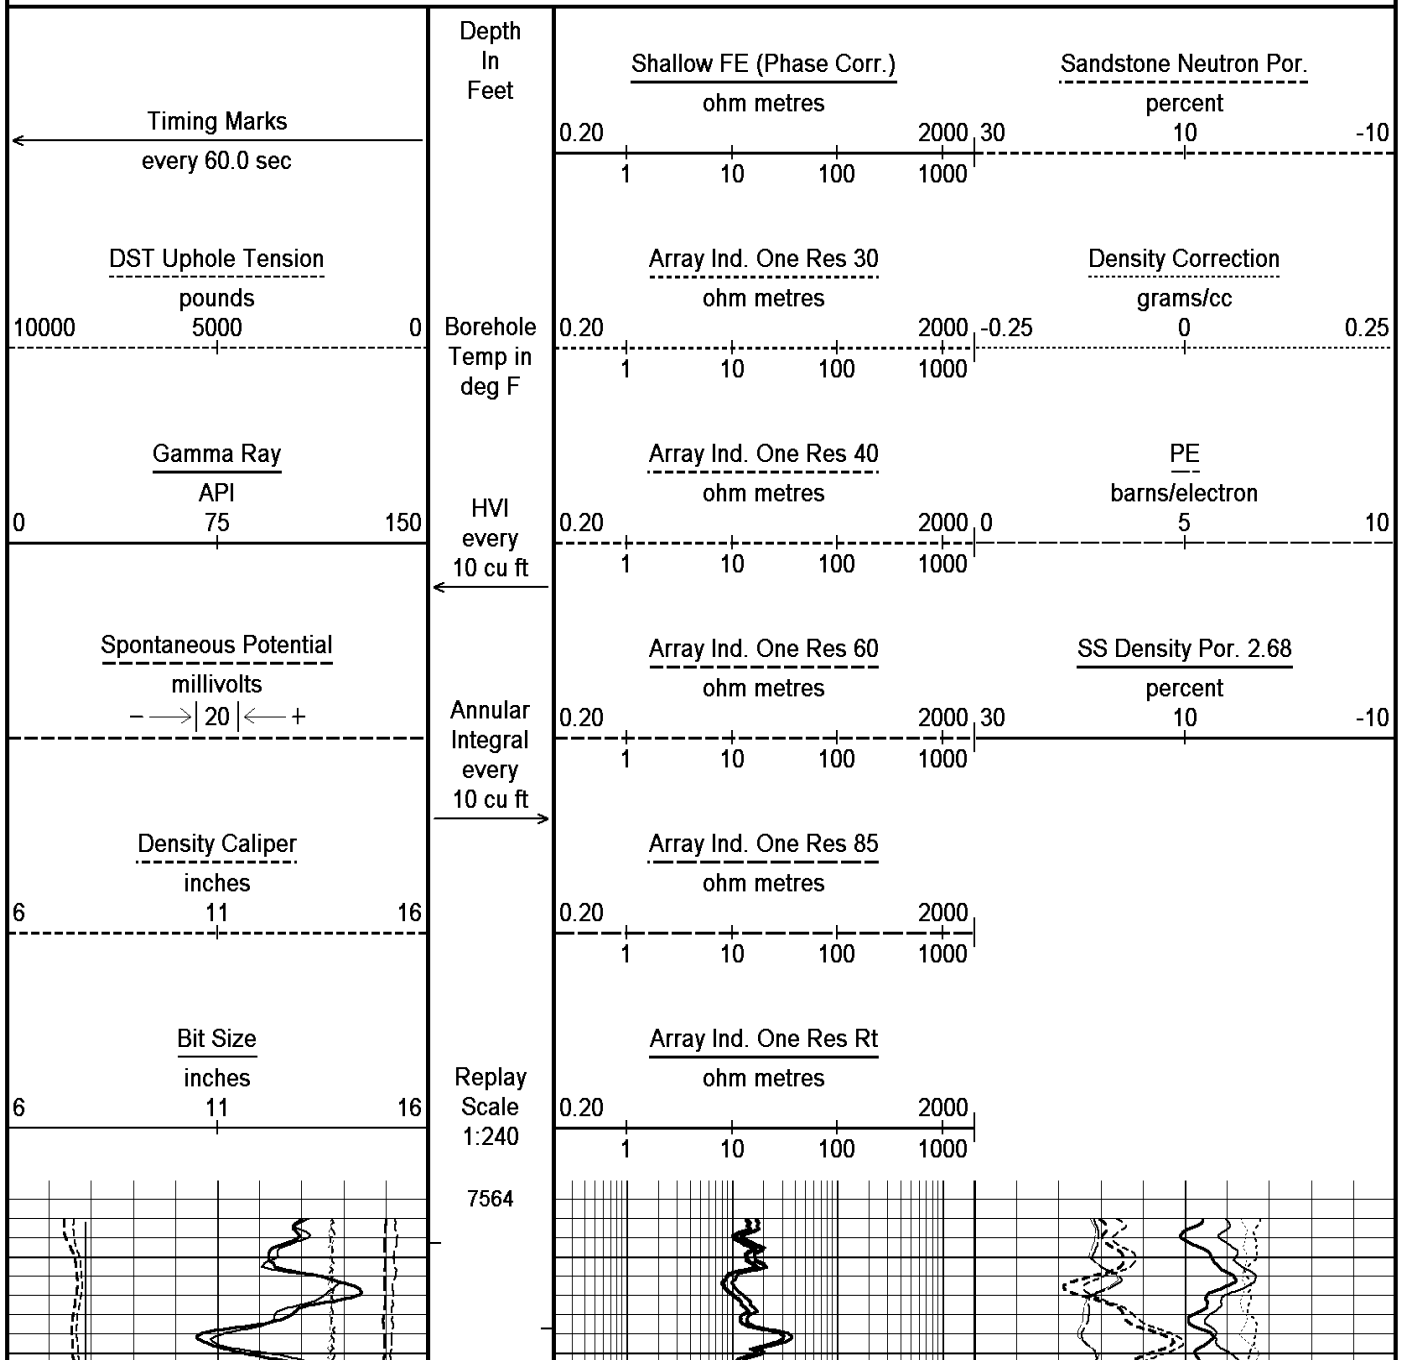 Timing Marks
every 60.0 sec
DST Uphole Tension
pounds
10000 5000 0
Gamma Ray
API
0 75 150
Spontaneous Potential
millivolts
− 20 +
Density Caliper
inches
6 11 16
Bit Size
inches
6 11 16
Depth
In
Feet
Borehole
Temp in
deg F
HVI
every
10 cu ft
Annular
Integral
every
10 cu ft
Replay
Scale
1:240
7564
Shallow FE (Phase Corr.)
ohm metres
0.20 2000
1 10 100 1000
Array Ind. One Res 30
ohm metres
0.20 2000
1 10 100 1000
Array Ind. One Res 40
ohm metres
0.20 2000
1 10 100 1000
Array Ind. One Res 60
ohm metres
0.20 2000
1 10 100 1000
Array Ind. One Res 85
ohm metres
0.20 2000
1 10 100 1000
Array Ind. One Res Rt
ohm metres
0.20 2000
1 10 100 1000
Sandstone Neutron Por.
percent
30 10 -10
Density Correction
grams/cc
-0.25 0 0.25
PE
barns/electron
0 5 10
SS Density Por. 2.68
percent
30 10 -10